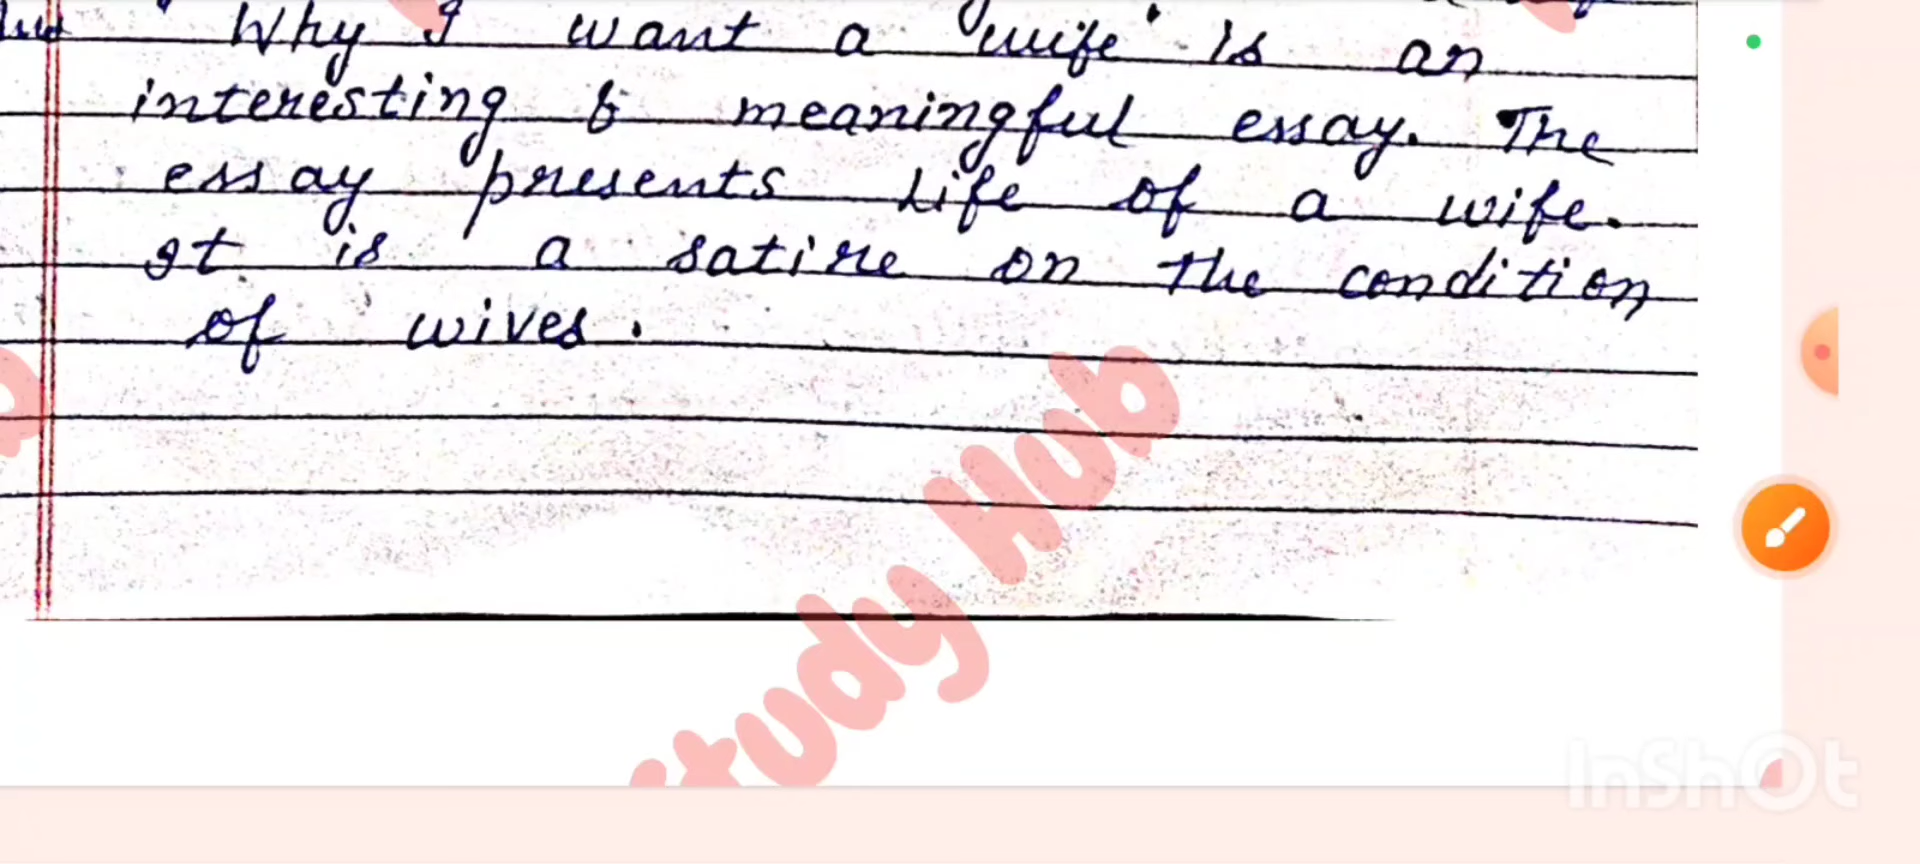 " Why I want a wife" is an
interesting & meaningful essay. The
essay presents Life of a wife.
It is a satire on the condition
of wives.
Study Hub
InShOt